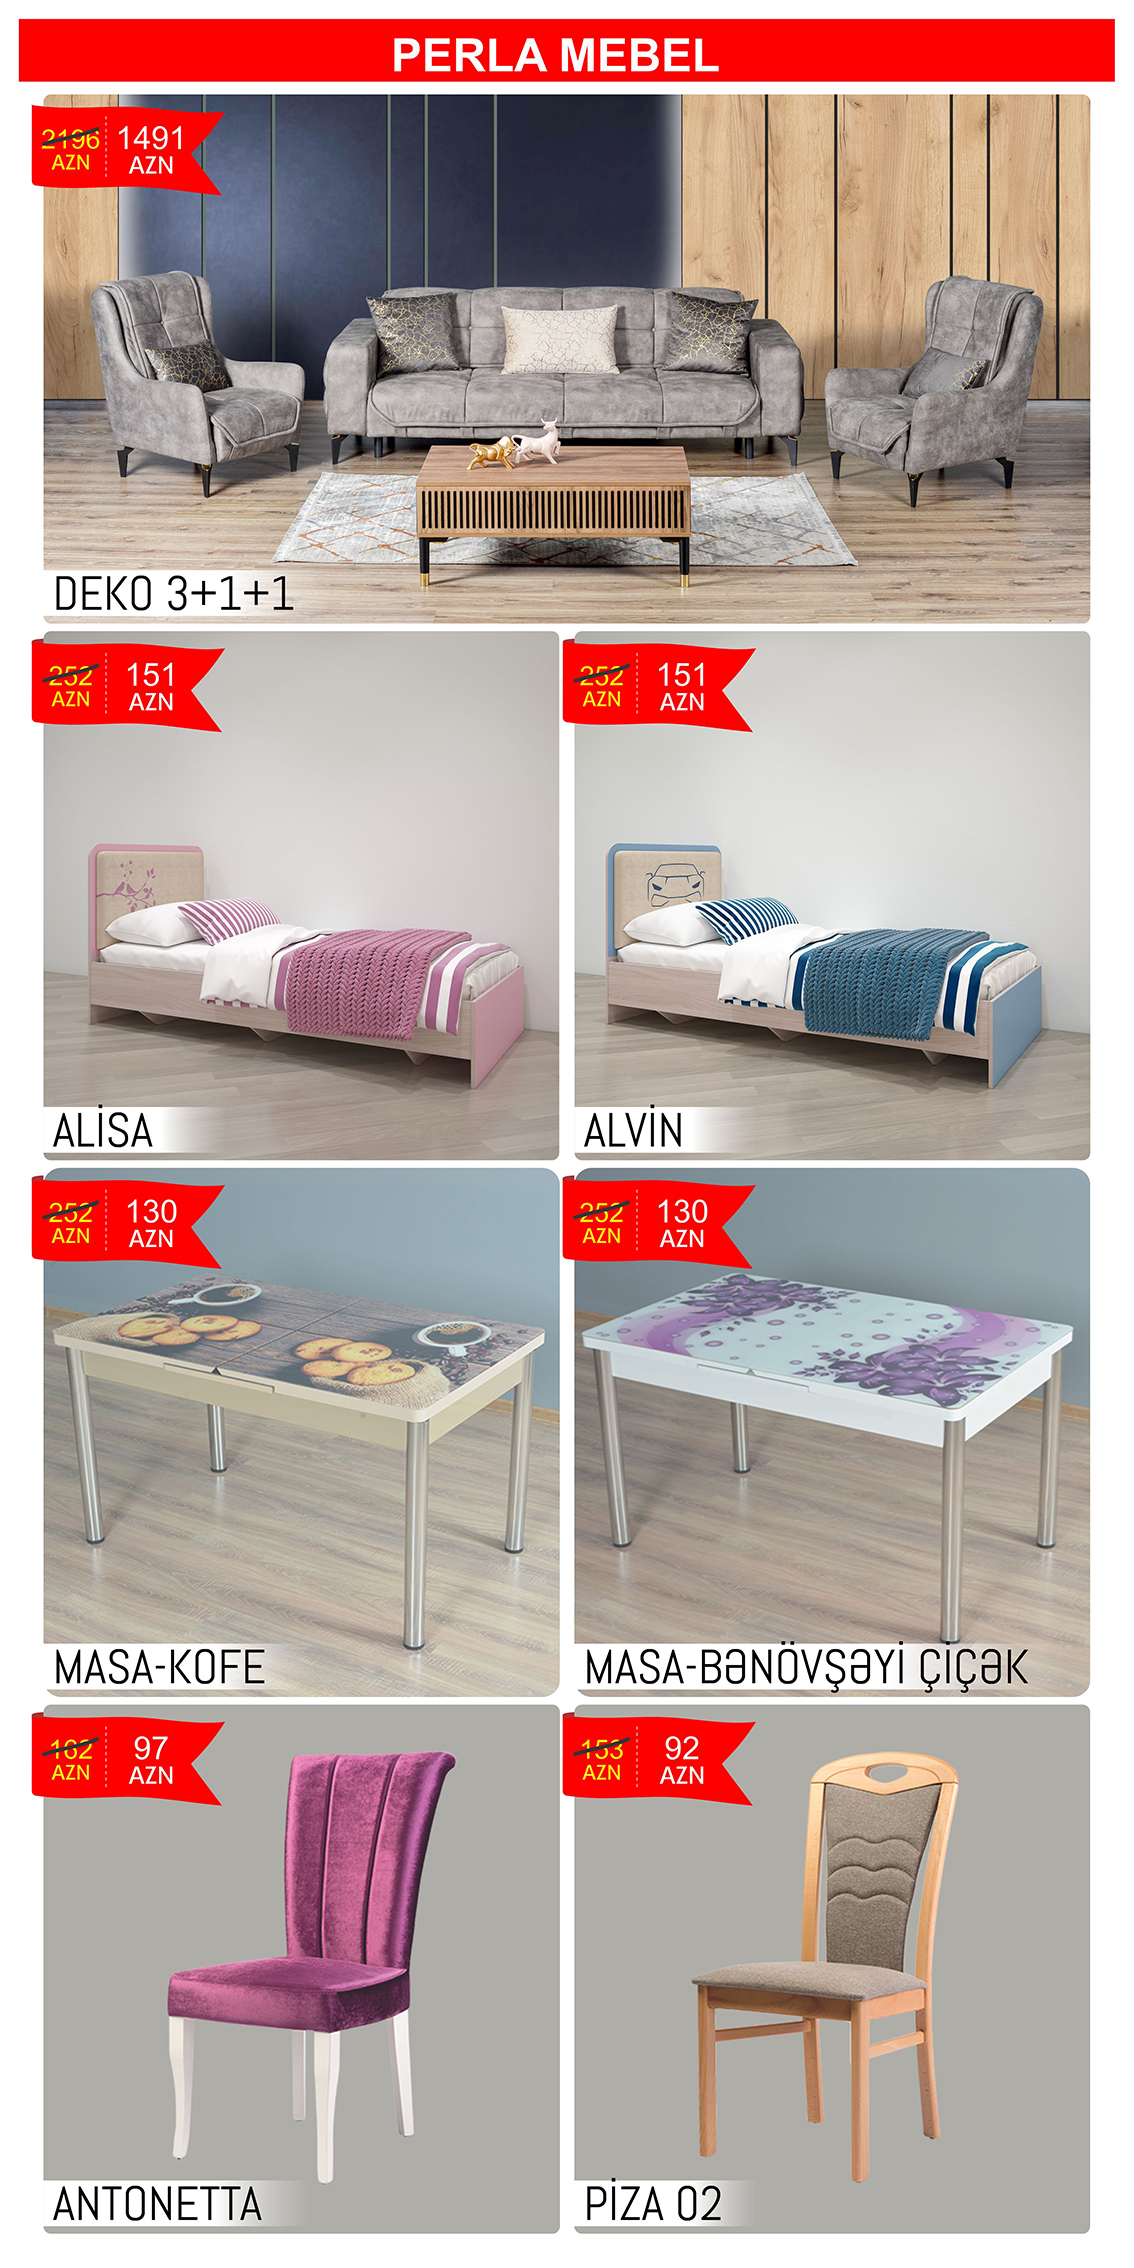 PERLA MEBEL
2196 1491
AZN AZN
DEKO 3+1+1
252 151
AZN AZN
252 151
AZN AZN
ALİSA
ALVİN
252 130
AZN AZN
252 130
AZN AZN
MASA-KOFE
MASA-BƏNÖVŞƏYİ ÇİÇƏK
162 97
AZN AZN
153 92
AZN AZN
ANTONETTA
PİZA 02